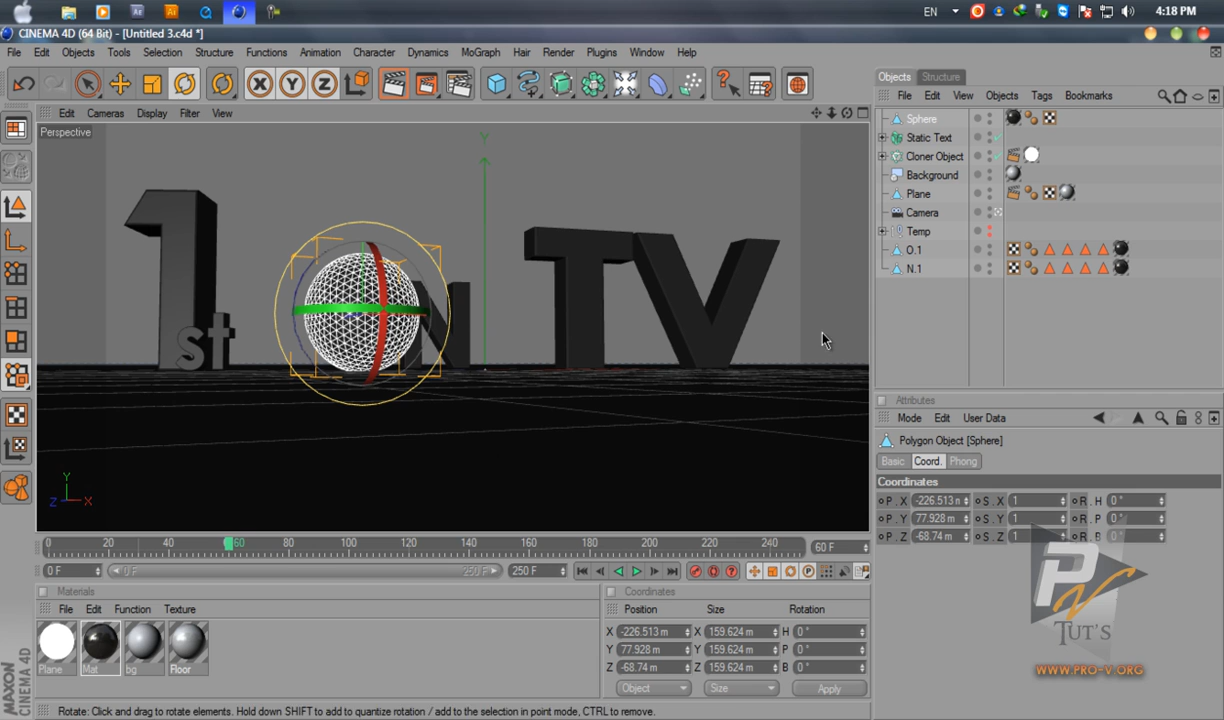 EN
4:18 PM
CINEMA 4D (64 Bit) - [Untitled 3.c4d *]
File Edit Objects Tools Selection Structure Functions Animation Character Dynamics MoGraph Hair Render Plugins Window Help
X Y Z
Objects Structure
File Edit View Objects Tags Bookmarks
Edit Cameras Display Filter View
Perspective
Sphere
Static Text
Cloner Object
Background
Plane
Camera
Temp
O.1
N.1
Y
1st N TV
Y
Z X
Attributes
Mode Edit User Data
Polygon Object [Sphere]
Basic Coord. Phong
Coordinates
P . X -226.513 n S . X 1 R . H 0 °
P . Y 77.928 m S . Y 1 R . P 0 °
P . Z -68.74 m S . Z 1 R . B 0 °
0 20 40 60 80 100 120 140 160 180 200 220 240 60 F
0 F 0 F 250 F 250 F
Materials
File Edit Function Texture
Plane Mat bg Floor
Coordinates
Position Size Rotation
X -226.513 m X 159.624 m H 0 °
Y 77.928 m Y 159.624 m P 0 °
Z -68.74 m Z 159.624 m B 0 °
Object Size Apply
MAXON
CINEMA 4D
PV
TUT'S
WWW.PRO-V.ORG
Rotate: Click and drag to rotate elements. Hold down SHIFT to add to quantize rotation / add to the selection in point mode, CTRL to remove.